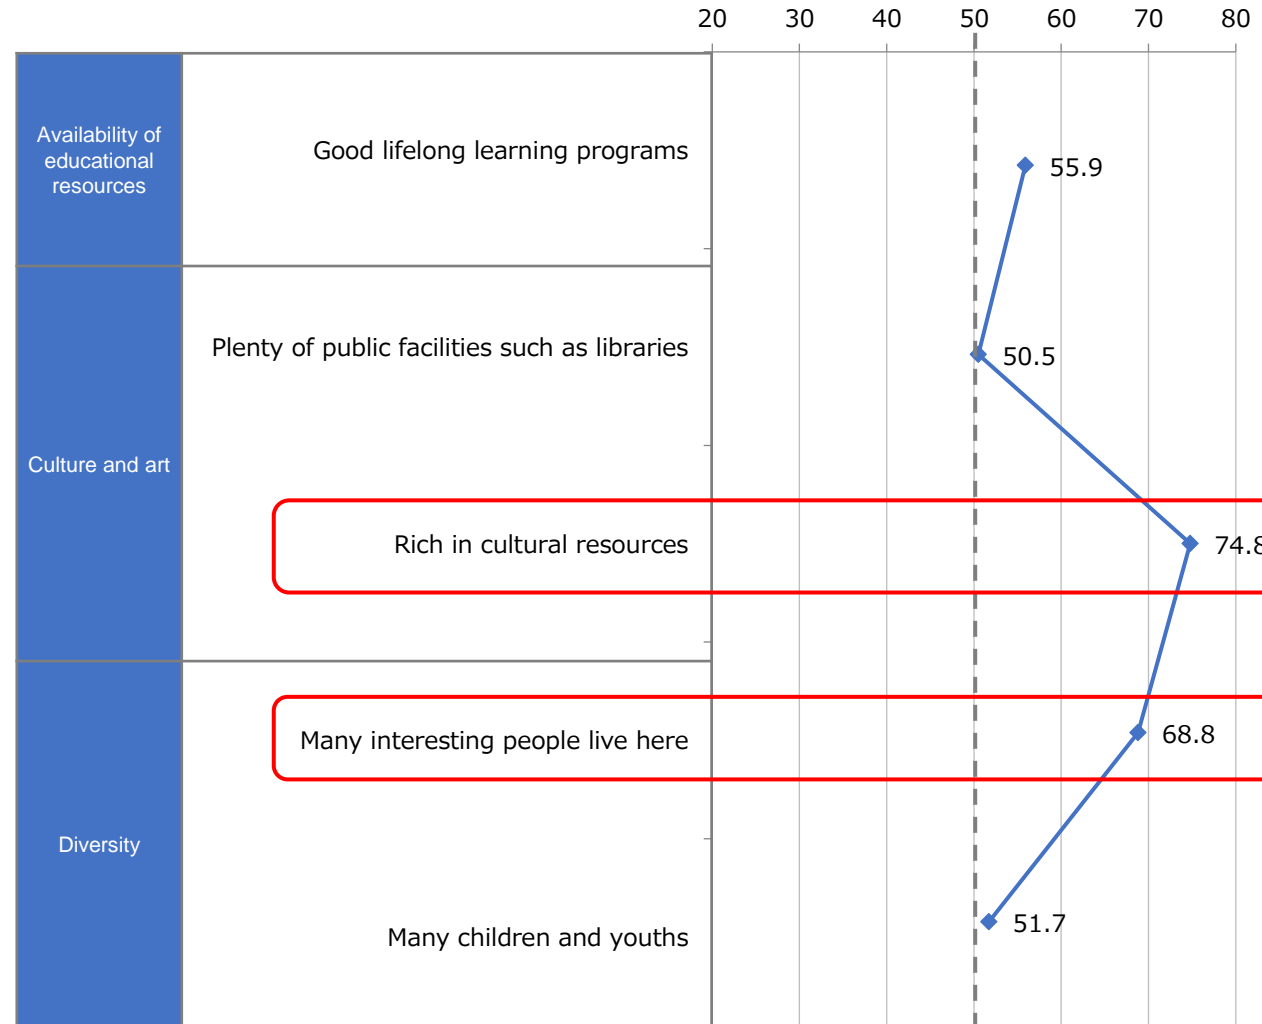 20 30 40 50 60 70 80
Availability of
educational
resources
Good lifelong learning programs
55.9
Culture and art
Plenty of public facilities such as libraries
50.5
Rich in cultural resources
74.8
Diversity
Many interesting people live here
68.8
Many children and youths
51.7